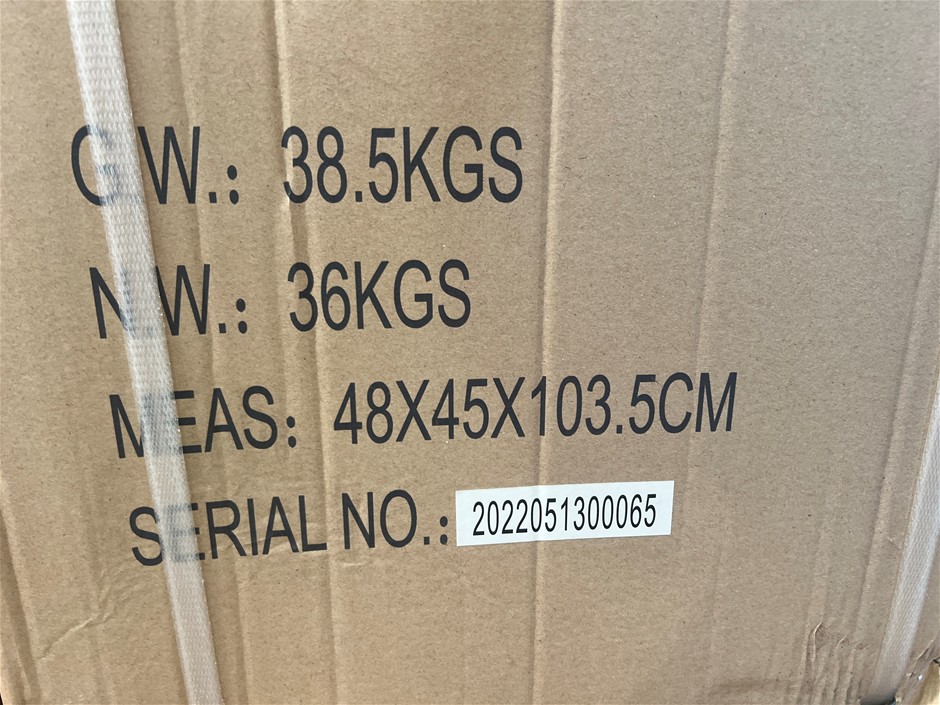 G.W.: 38.5KGS
N.W.: 36KGS
MEAS: 48X45X103.5CM
SERIAL NO.: 2022051300065